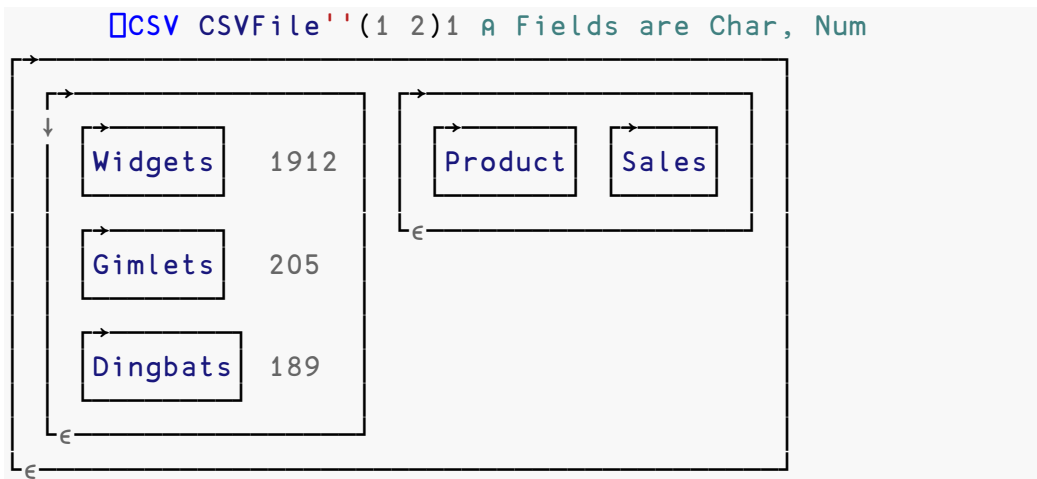 ⎕CSV CSVFile''(1 2)1 ⍝ Fields are Char, Num
Widgets 1912 Product Sales
Gimlets 205
Dingbats 189